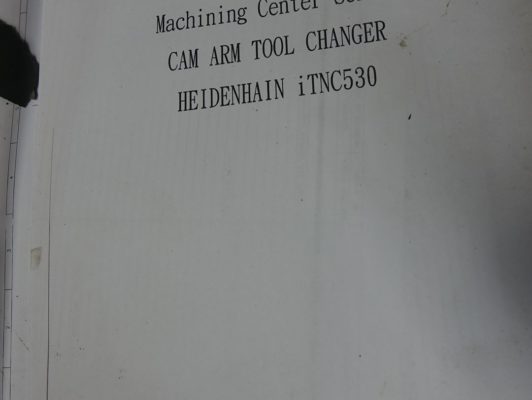 Machining Center
CAM ARM TOOL CHANGER
HEIDENHAIN iTNC530